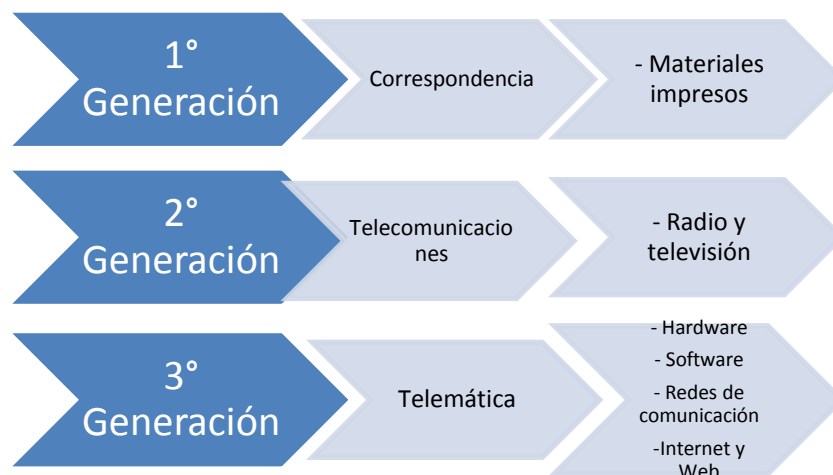 1°
Generación
Correspondencia
- Materiales
impresos
2°
Generación
Telecomunicacio
nes
- Radio y
televisión
3°
Generación
Telemática
- Hardware
- Software
- Redes de
comunicación
-Internet y
Web